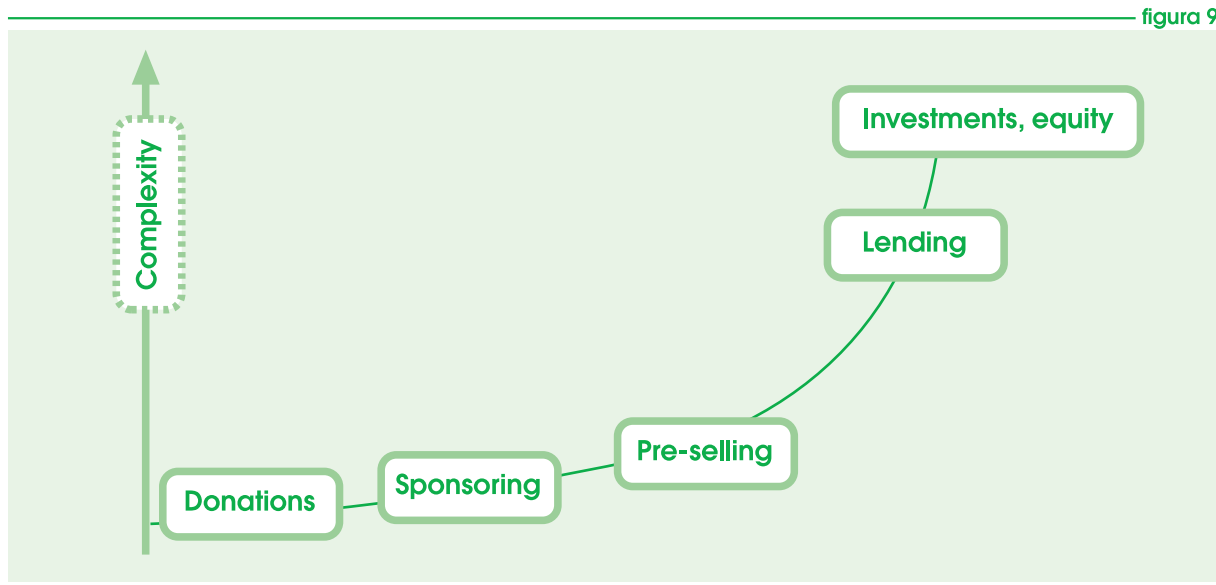 figura 9
Complexity
Investments, equity
Lending
Pre-selling
Sponsoring
Donations